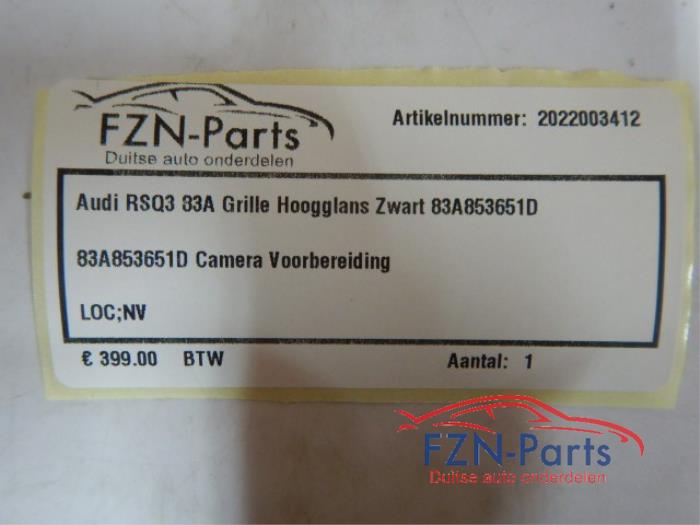 FZN-Parts
Duitse auto onderdelen
Artikelnummer: 2022003412
Audi RSQ3 83A Grille Hoogglans Zwart 83A853651D
83A853651D Camera Voorbereiding
LOC;NV
€ 399.00 BTW Aantal: 1
FZN-Parts
Duitse auto onderdelen